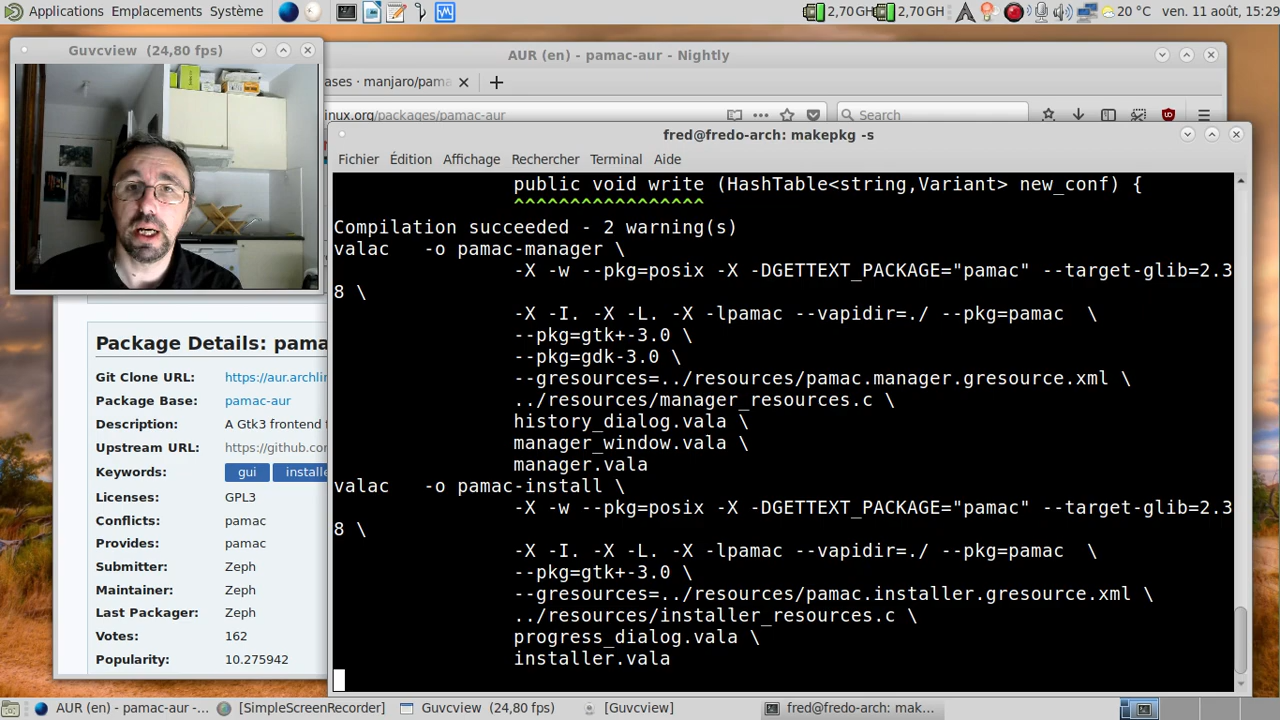 Applications Emplacements Système
2,70 GH 2,70 GH 20 °C ven. 11 août, 15:29
Guvcview (24,80 fps)
AUR (en) - pamac-aur - Nightly
ases · manjaro/pama
inux.org/packages/pamac-aur
Search
fred@fredo-arch: makepkg -s
Fichier Édition Affichage Rechercher Terminal Aide
public void write (HashTable<string,Variant> new_conf) {
^^^^^^^^^^^^^^^^^
Compilation succeeded - 2 warning(s)
valac -o pamac-manager \
-X -w --pkg=posix -X -DGETTEXT_PACKAGE="pamac" --target-glib=2.3
8 \
-X -I. -X -L. -X -lpamac --vapidir=./ --pkg=pamac \
--pkg=gtk+-3.0 \
--pkg=gdk-3.0 \
--gresources=../resources/pamac.manager.gresource.xml \
../resources/manager_resources.c \
history_dialog.vala \
manager_window.vala \
manager.vala
valac -o pamac-install \
-X -w --pkg=posix -X -DGETTEXT_PACKAGE="pamac" --target-glib=2.3
8 \
-X -I. -X -L. -X -lpamac --vapidir=./ --pkg=pamac \
--pkg=gtk+-3.0 \
--gresources=../resources/pamac.installer.gresource.xml \
../resources/installer_resources.c \
progress_dialog.vala \
installer.vala
Package Details: pama
Git Clone URL: https://aur.archlin
Package Base: pamac-aur
Description: A Gtk3 frontend f
Upstream URL: https://github.con
Keywords: gui installe
Licenses: GPL3
Conflicts: pamac
Provides: pamac
Submitter: Zeph
Maintainer: Zeph
Last Packager: Zeph
Votes: 162
Popularity: 10.275942
AUR (en) - pamac-aur -... [SimpleScreenRecorder] Guvcview (24,80 fps) [Guvcview] fred@fredo-arch: mak...